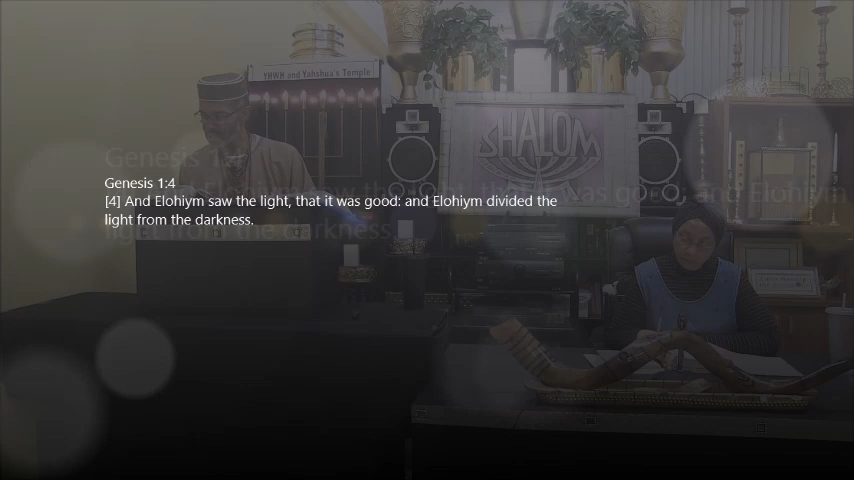 YHWH and Yahshua's Temple
SHALOM
Genesis 1:4
[4] And Elohiym saw the light, that it was good: and Elohiym divided the
light from the darkness.